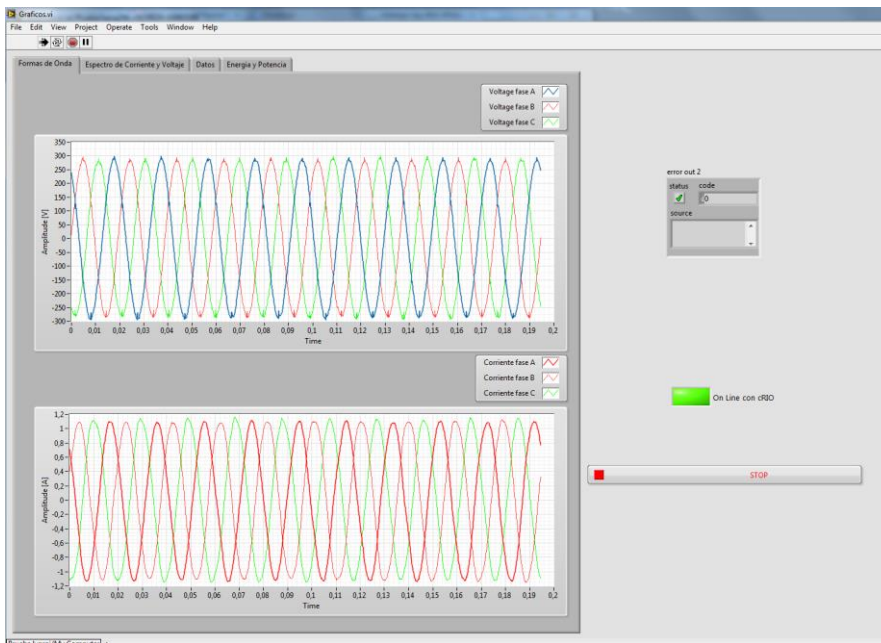 Graficos.vi
File Edit View Project Operate Tools Window Help
Formas de Onda Espectro de Corriente y Voltaje Datos Energia y Potencia
Voltage fase A
Voltage fase B
Voltage fase C
350
300
250
200
150
100
50
0
-50
-100
-150
-200
-250
-300
Amplitude [V]
0 0,01 0,02 0,03 0,04 0,05 0,06 0,07 0,08 0,09 0,1 0,11 0,12 0,13 0,14 0,15 0,16 0,17 0,18 0,19 0,2
Time
Corriente fase A
Corriente fase B
Corriente fase C
1,2
1
0,8
0,6
0,4
0,2
0
-0,2
-0,4
-0,6
-0,8
-1
-1,2
Amplitude [A]
0 0,01 0,02 0,03 0,04 0,05 0,06 0,07 0,08 0,09 0,1 0,11 0,12 0,13 0,14 0,15 0,16 0,17 0,18 0,19 0,2
Time
error out 2
status code
0
source
On Line con cRIO
STOP